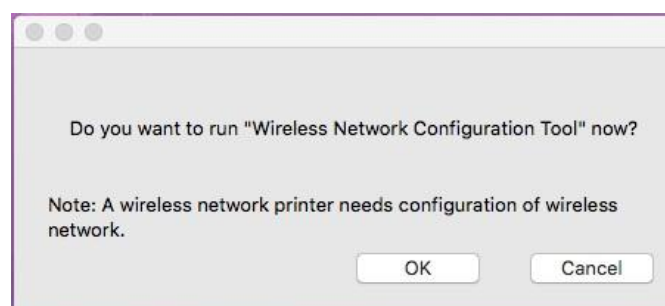 Do you want to run "Wireless Network Configuration Tool" now?
Note: A wireless network printer needs configuration of wireless
network.
OK Cancel